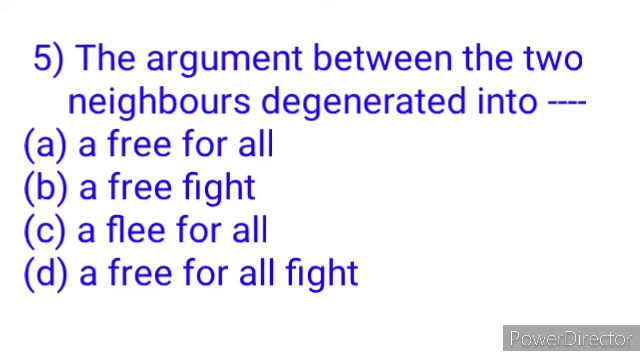 5) The argument between the two
neighbours degenerated into ----
(a) a free for all
(b) a free fight
(c) a flee for all
(d) a free for all fight
PowerDirector